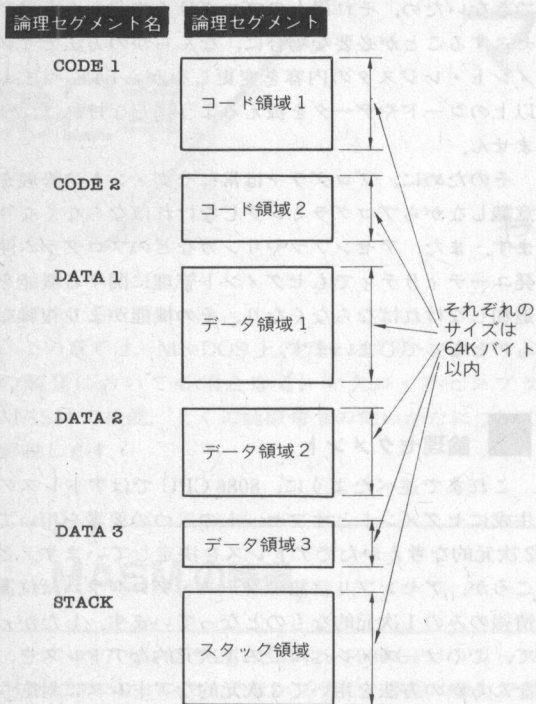 論理セグメント名 論理セグメント
CODE 1
コード領域1
CODE 2
コード領域2
DATA 1
データ領域1
それぞれの
サイズは
64Kバイト
以内
DATA 2
データ領域2
DATA 3
データ領域3
STACK
スタック領域